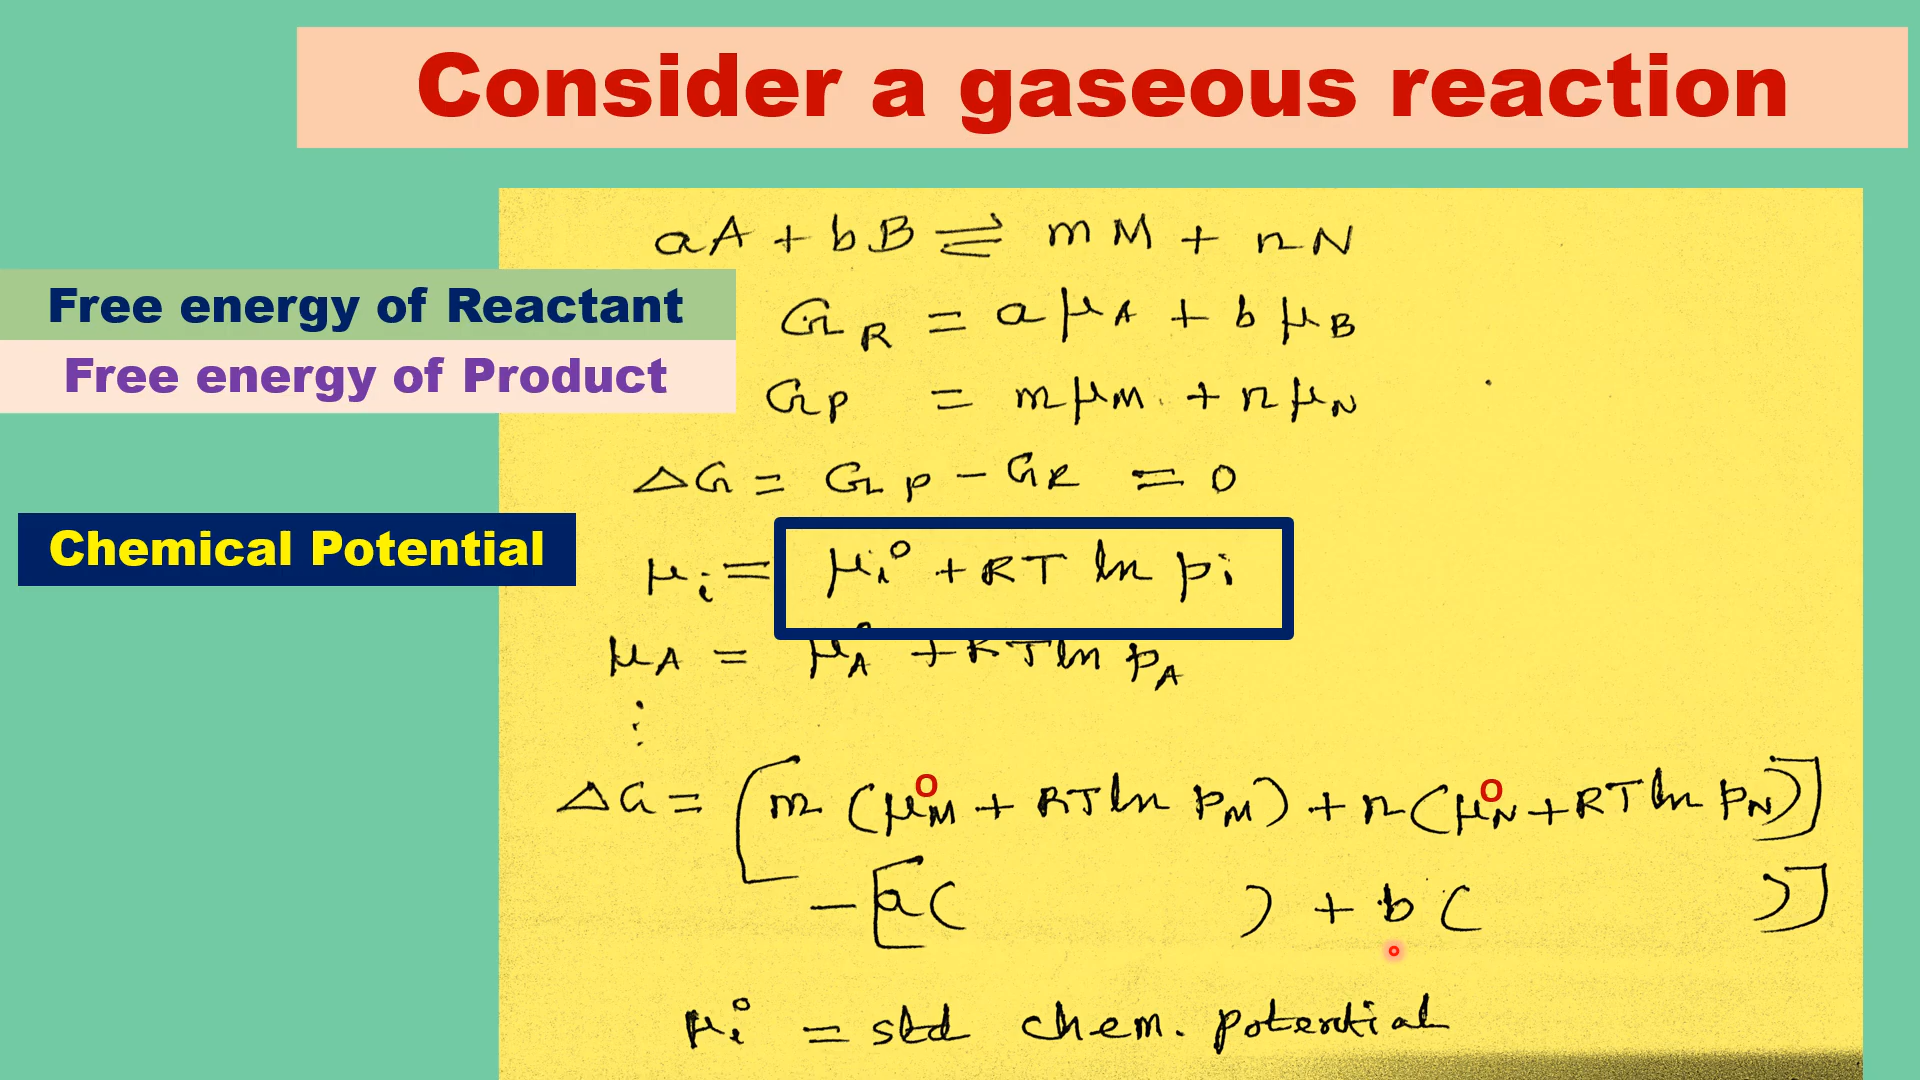 Consider a gaseous reaction
aA + bB ⇌ mM + nN
Free energy of Reactant
G_R = aμ_A + bμ_B
Free energy of Product
G_P = mμ_M + nμ_N
ΔG = G_P − G_R = 0
Chemical Potential
μ_i = μ_i° + RT ln p_i
μ_A = μ_A° + RT ln p_A
⋮
ΔG = [m (μ°_M + RT ln p_M) + n (μ°_N + RT ln p_N)]
− [a ( ) + b ( )]
μ_i° = std chem. potential